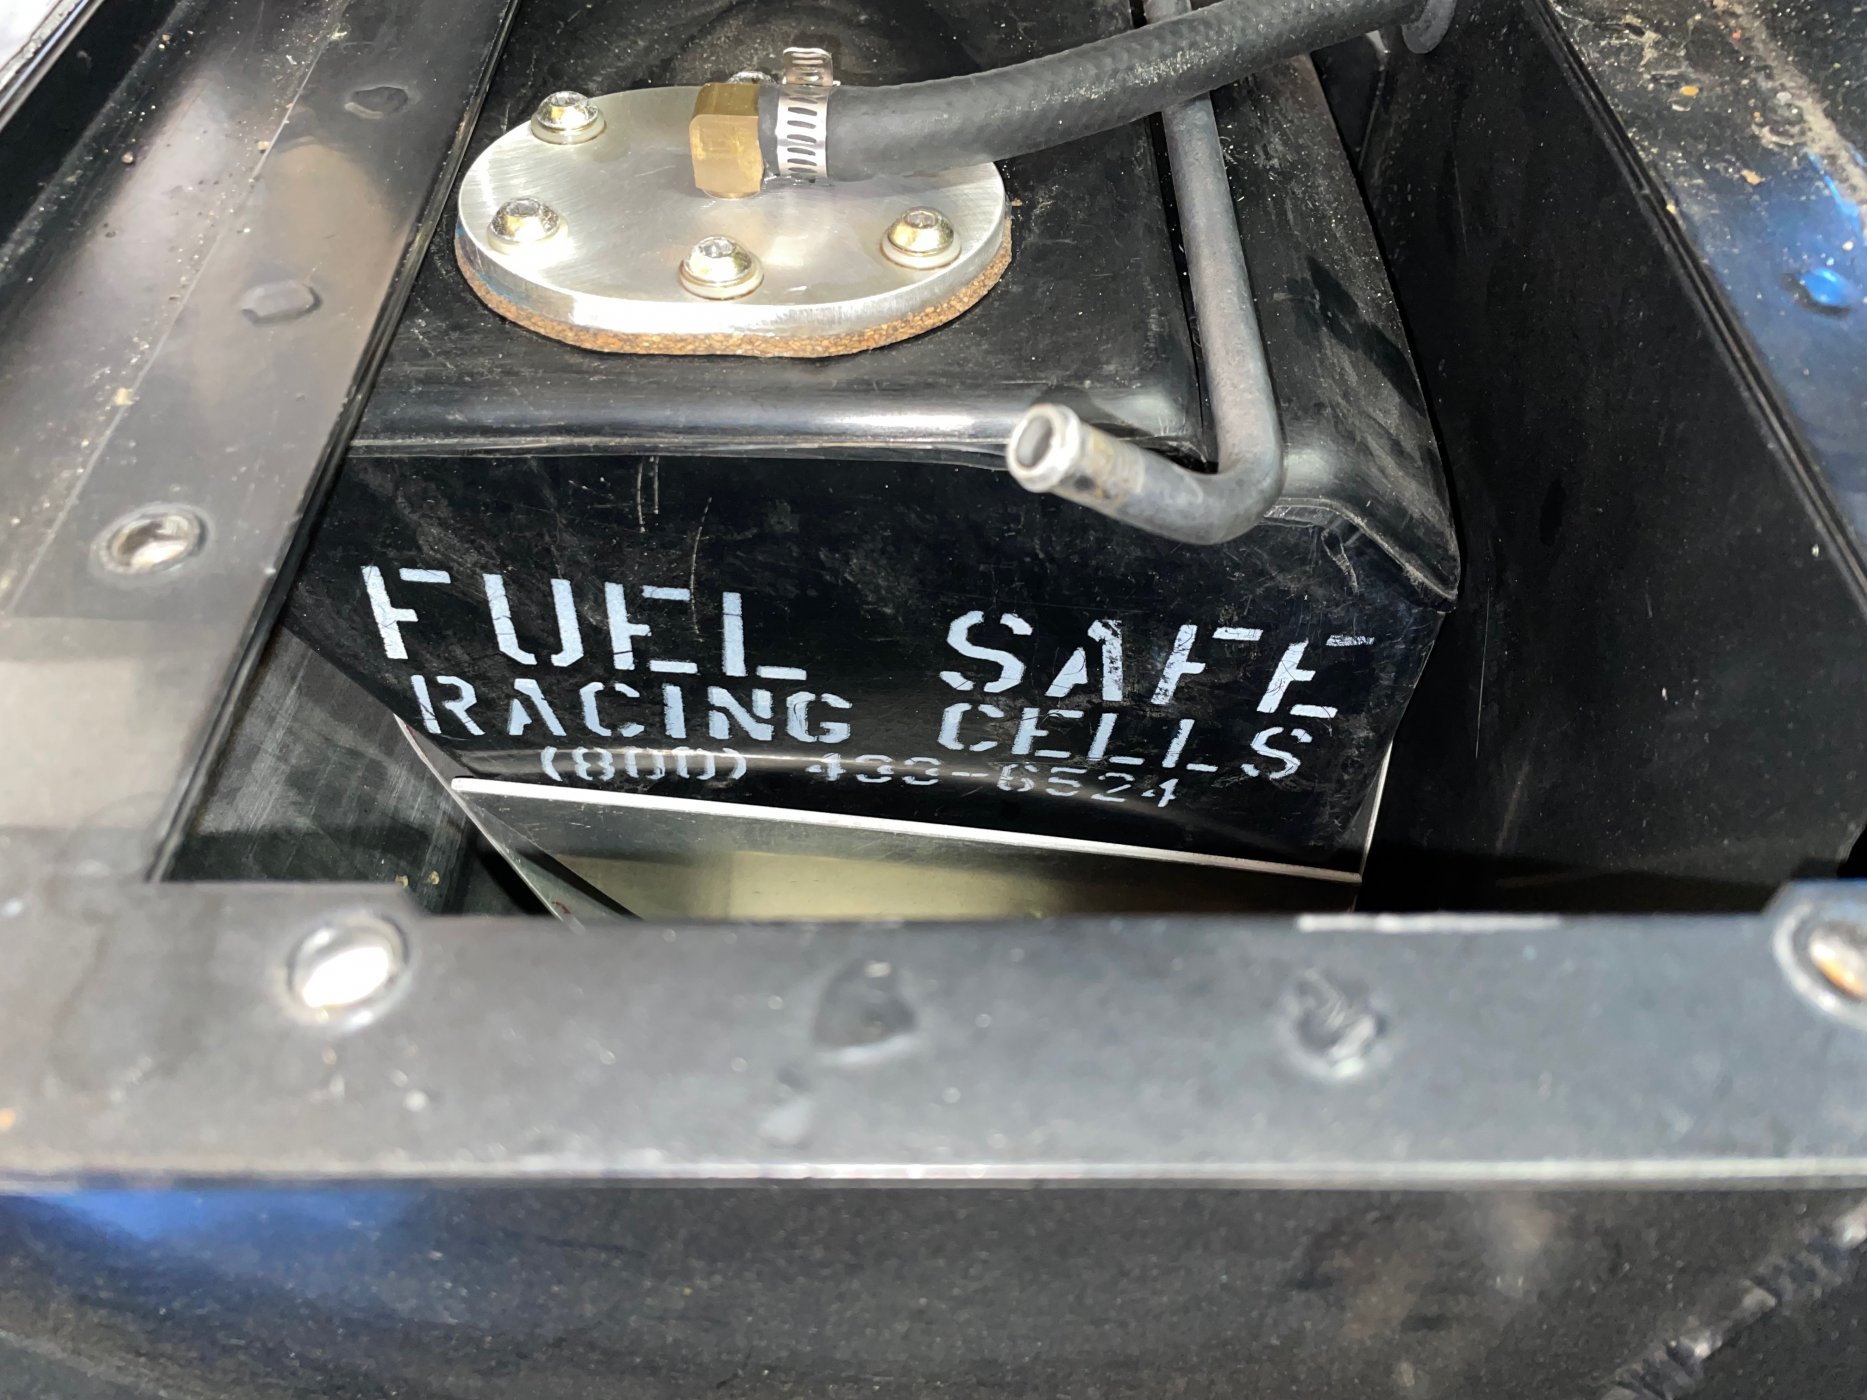 FUEL SAFE
RACING CELLS
(800) 433-6524